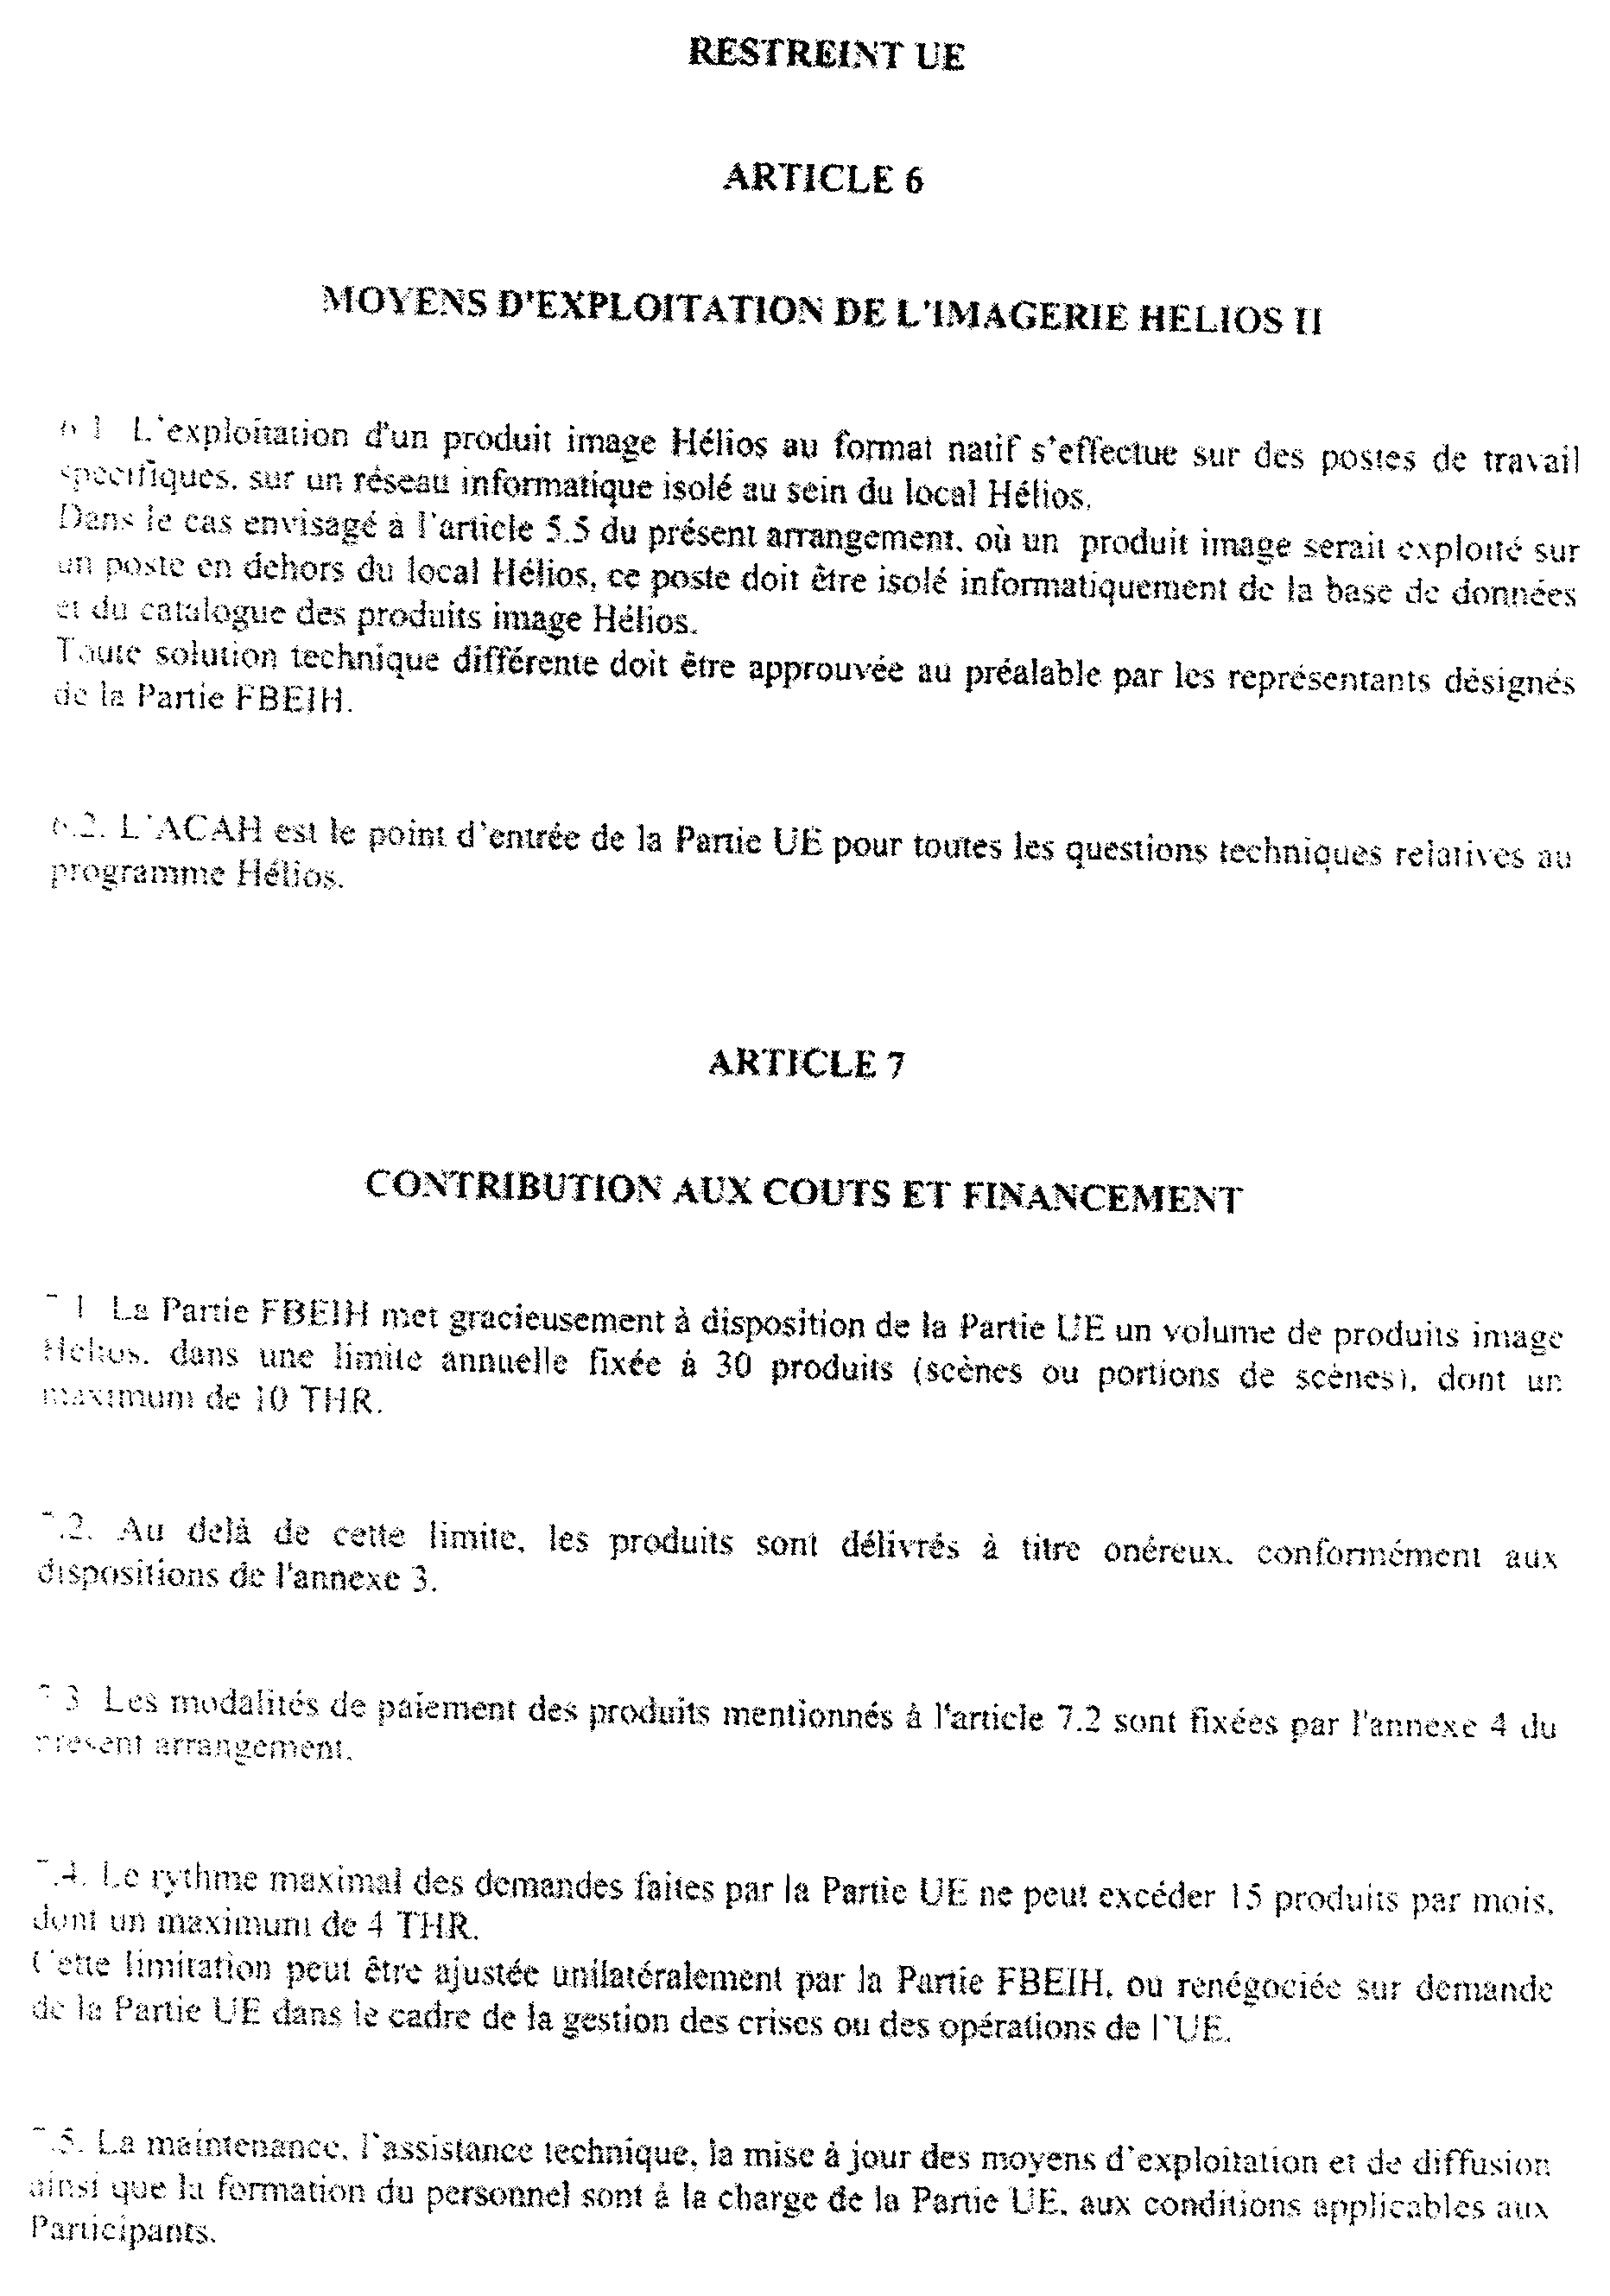 RESTREINT UE
ARTICLE 6
MOYENS D'EXPLOITATION DE L'IMAGERIE HELIOS II
6.1 L'exploitation d'un produit image Hélios au format natif s'effectue sur des postes de travail
spécifiques, sur un réseau informatique isolé au sein du local Hélios.
Dans le cas envisagé à l'article 5.5 du présent arrangement, où un produit image serait exploité sur
un poste en dehors du local Hélios, ce poste doit être isolé informatiquement de la base de données
et du catalogue des produits image Hélios.
Toute solution technique différente doit être approuvée au préalable par les représentants désignés
de la Partie FBEIH.
6.2. L'ACAH est le point d'entrée de la Partie UE pour toutes les questions techniques relatives au
programme Hélios.
ARTICLE 7
CONTRIBUTION AUX COUTS ET FINANCEMENT
7.1 La Partie FBEIH met gracieusement à disposition de la Partie UE un volume de produits image
Hélios, dans une limite annuelle fixée à 30 produits (scènes ou portions de scènes), dont un
maximum de 10 THR.
7.2. Au delà de cette limite, les produits sont délivrés à titre onéreux, conformément aux
dispositions de l'annexe 3.
7.3 Les modalités de paiement des produits mentionnés à l'article 7.2 sont fixées par l'annexe 4 du
présent arrangement.
7.4. Le rythme maximal des demandes faites par la Partie UE ne peut excéder 15 produits par mois,
dont un maximum de 4 THR.
Cette limitation peut être ajustée unilatéralement par la Partie FBEIH, ou renégociée sur demande
de la Partie UE dans le cadre de la gestion des crises ou des opérations de l'UE.
7.5. La maintenance, l'assistance technique, la mise à jour des moyens d'exploitation et de diffusion
ainsi que la formation du personnel sont à la charge de la Partie UE, aux conditions applicables aux
Participants.